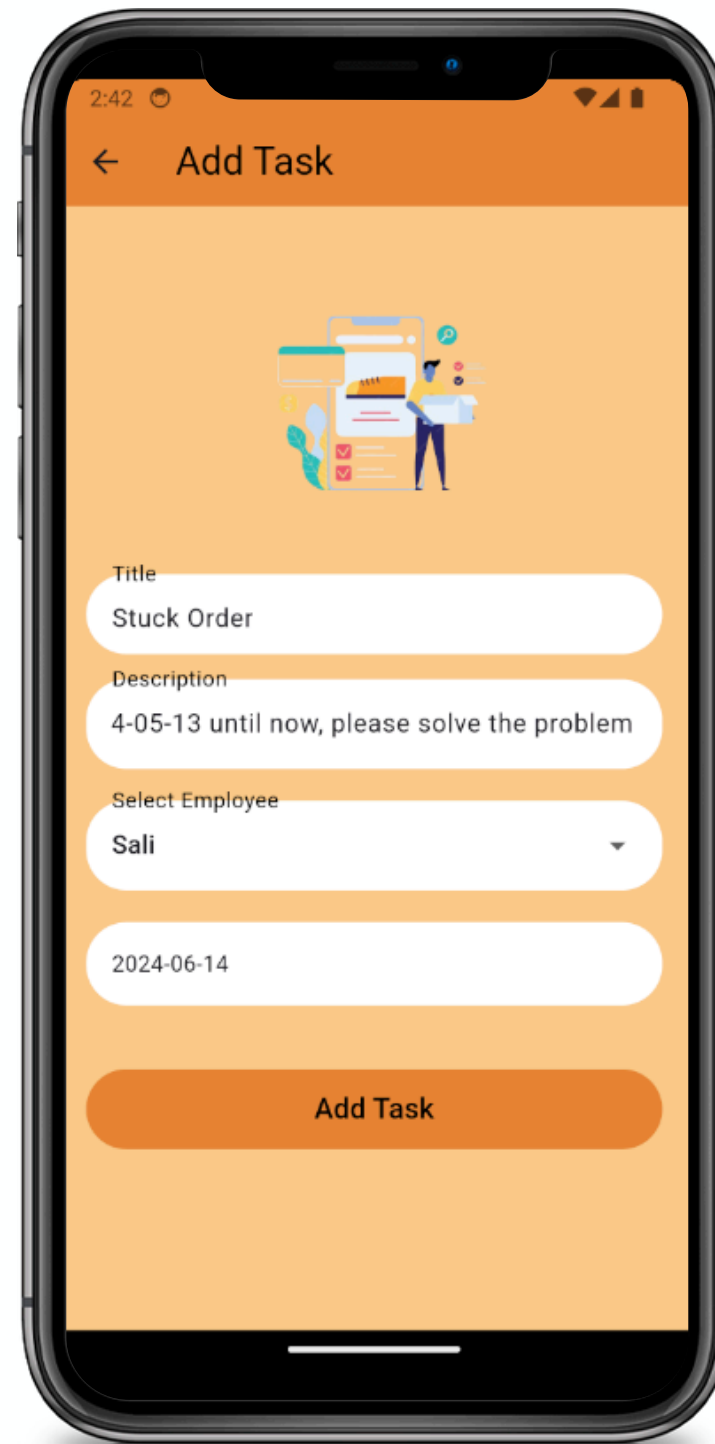 2:42
Add Task
Title
Stuck Order
Description
4-05-13 until now, please solve the problem
Select Employee
Sali
2024-06-14
Add Task